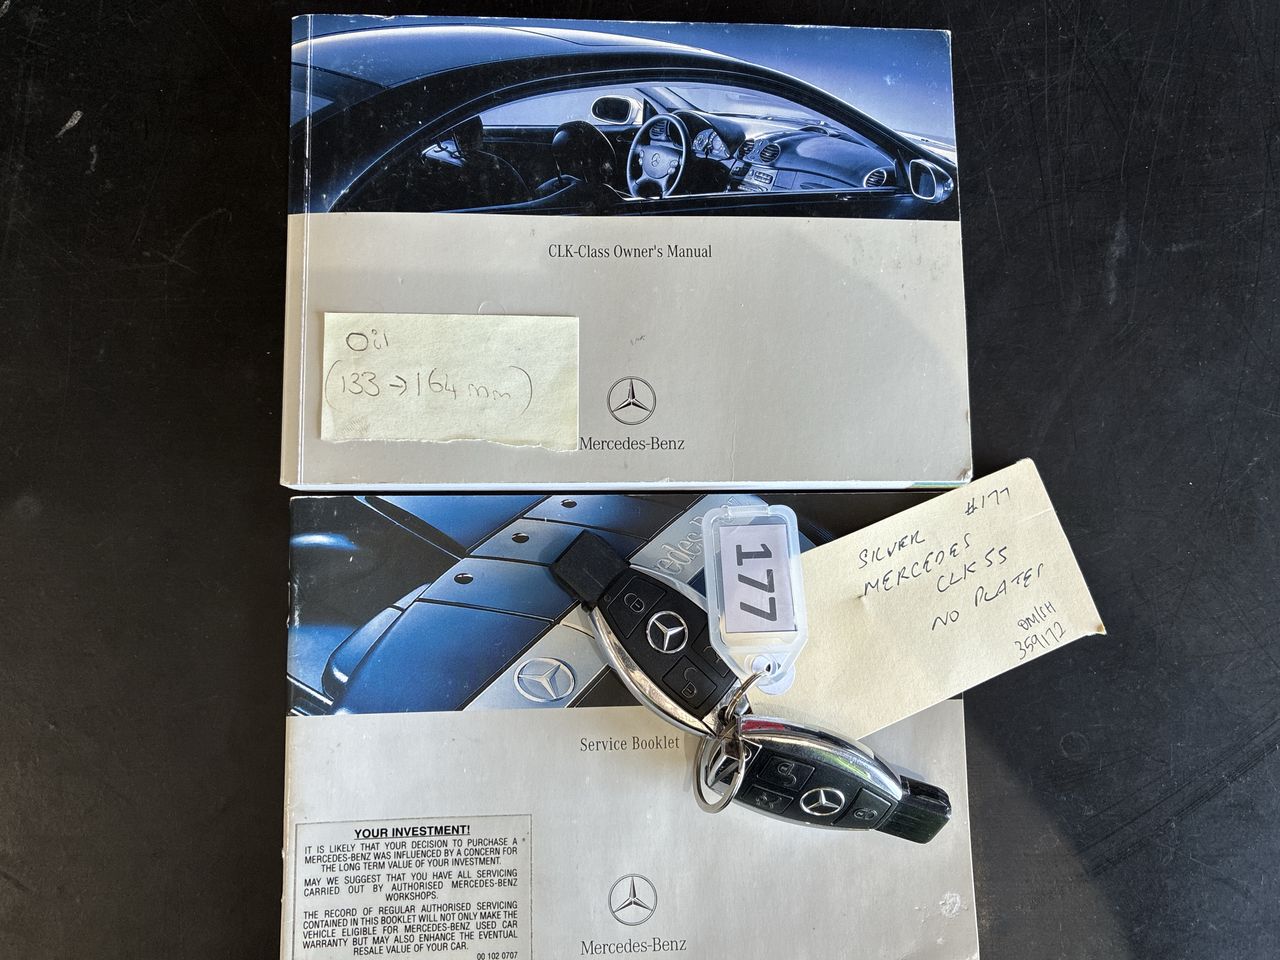 CLK-Class Owner's Manual
Oil
(133→164mm)
Mercedes-Benz
#177
SILVER
MERCEDES
CLK 55
NO PLATES
DM/CH
359172
177
Service Booklet
YOUR INVESTMENT!
IT IS LIKELY THAT YOUR DECISION TO PURCHASE A
MERCEDES-BENZ WAS INFLUENCED BY A CONCERN FOR
THE LONG TERM VALUE OF YOUR INVESTMENT.
MAY WE SUGGEST THAT YOU HAVE ALL SERVICING
CARRIED OUT BY AUTHORISED MERCEDES-BENZ
WORKSHOPS.
THE RECORD OF REGULAR AUTHORISED SERVICING
CONTAINED IN THIS BOOKLET WILL NOT ONLY MAKE THE
VEHICLE ELIGIBLE FOR MERCEDES-BENZ USED CAR
WARRANTY BUT MAY ALSO ENHANCE THE EVENTUAL
RESALE VALUE OF YOUR CAR.
00 102 0707
Mercedes-Benz